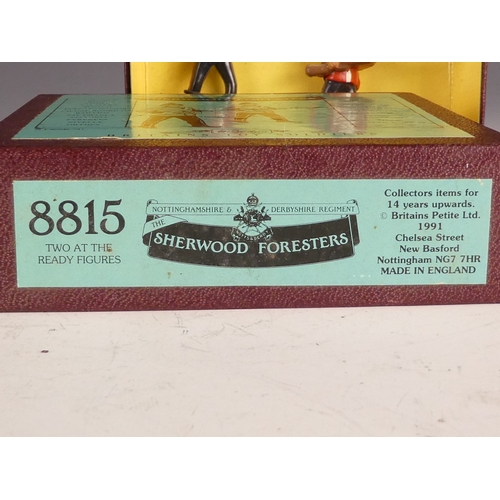 8815
TWO AT THE
READY FIGURES
NOTTINGHAMSHIRE & DERBYSHIRE REGIMENT
THE
SHERWOOD FORESTERS
Collectors items for
14 years upwards.
© Britains Petite Ltd.
1991
Chelsea Street
New Basford
Nottingham NG7 7HR
MADE IN ENGLAND